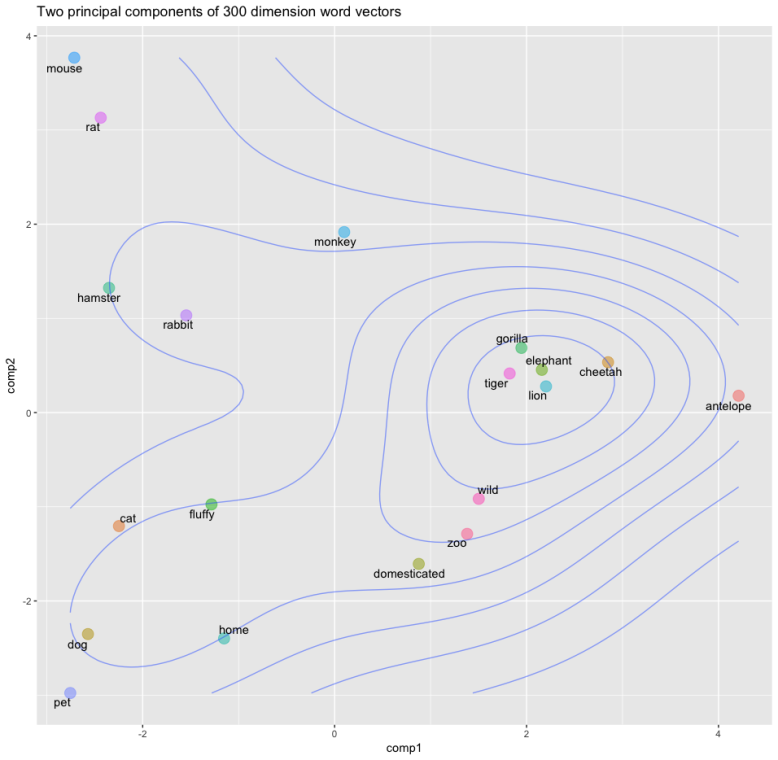 Two principal components of 300 dimension word vectors
4
mouse
rat
2
monkey
hamster
rabbit
gorilla
elephant
cheetah
tiger
lion
antelope
0
comp2
wild
cat
fluffy
zoo
domesticated
-2
home
dog
pet
-2
0
2
4
comp1